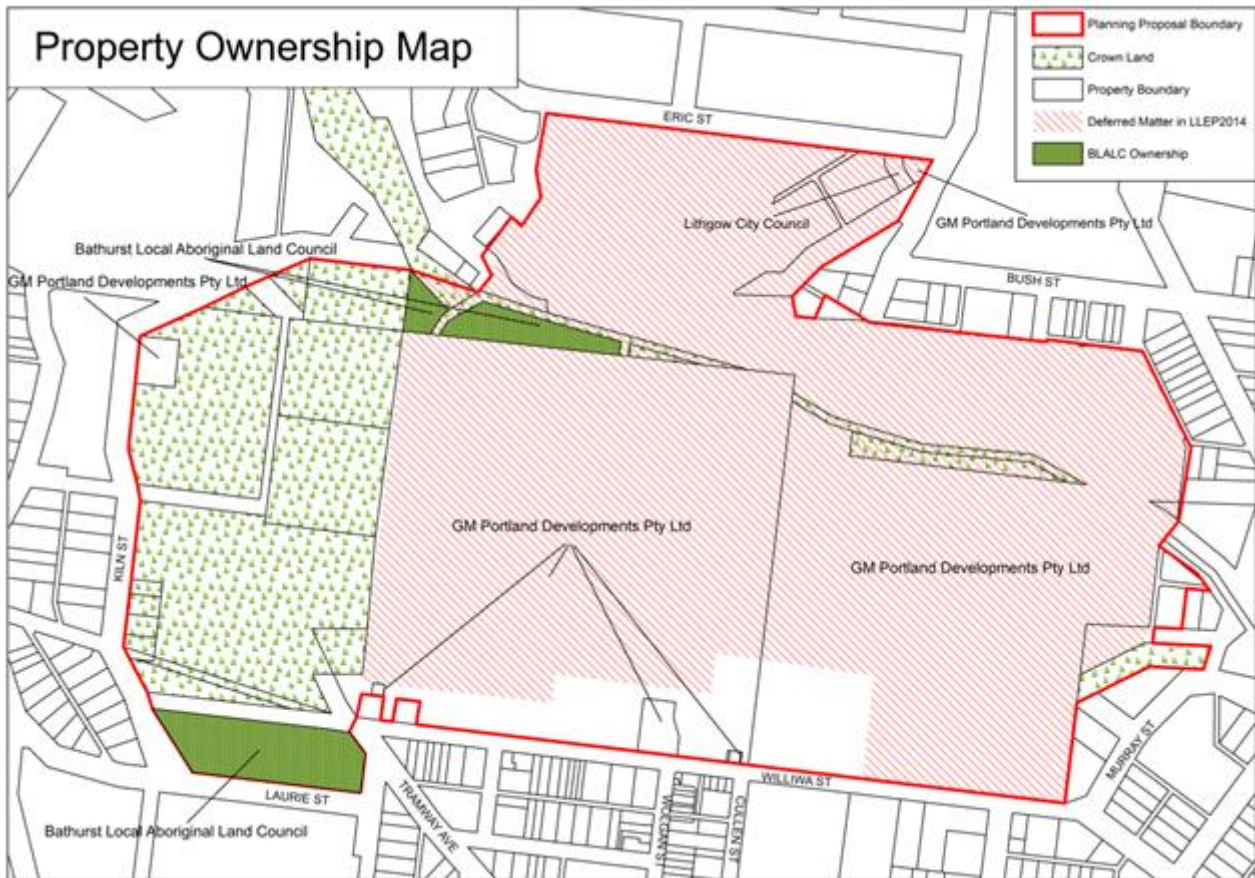 Property Ownership Map
Planning Proposal Boundary
Crown Land
Property Boundary
Deferred Matter in LLEP2014
BLALC Ownership
ERIC ST
Lithgow City Council
GM Portland Developments Pty Ltd
Bathurst Local Aboriginal Land Council
GM Portland Developments Pty Ltd
BUSH ST
KILN ST
GM Portland Developments Pty Ltd
GM Portland Developments Pty Ltd
MURRAY ST
WILLIWA ST
LAURIE ST
TRAMWAY AVE
WOLGAN ST
CULLEN ST
Bathurst Local Aboriginal Land Council